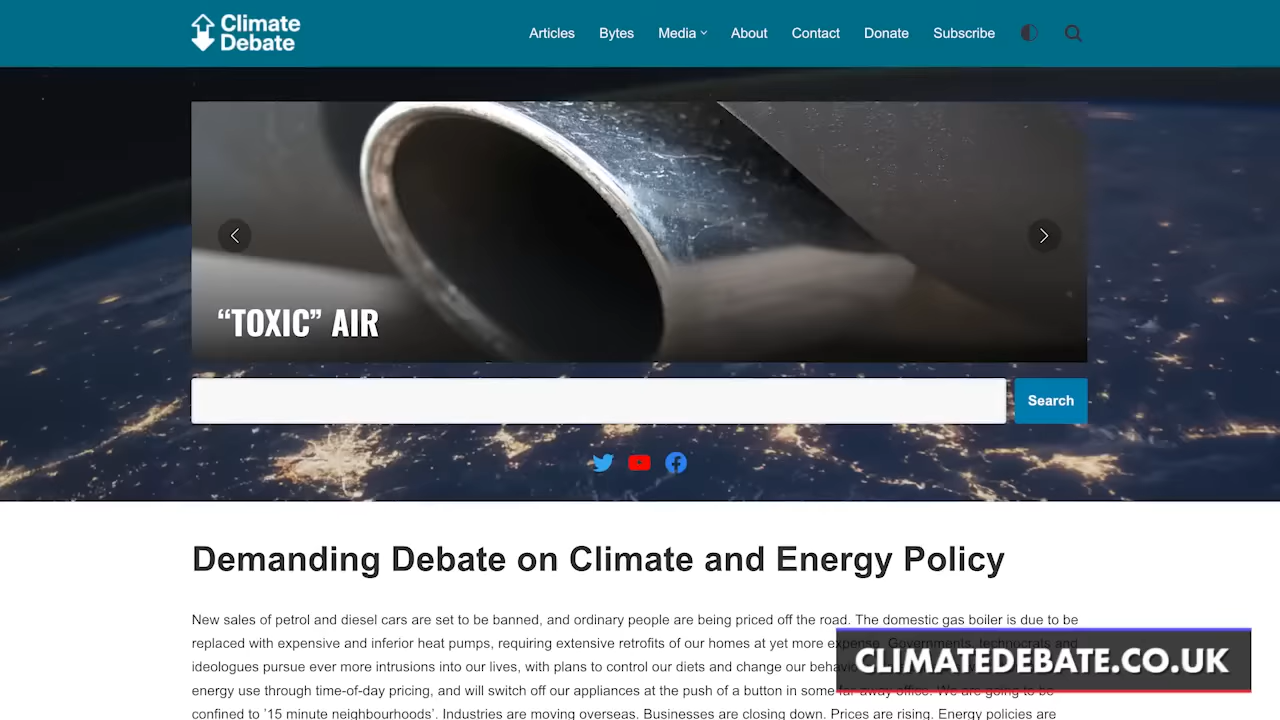 Climate
Debate
Articles
Bytes
Media
About
Contact
Donate
Subscribe
“TOXIC” AIR
Search
Demanding Debate on Climate and Energy Policy
New sales of petrol and diesel cars are set to be banned, and ordinary people are being priced off the road. The domestic gas boiler is due to be
replaced with expensive and inferior heat pumps, requiring extensive retrofits of our homes at yet more expense. Governments, technocrats and
ideologues pursue ever more intrusions into our lives, with plans to control our diets and change our
energy use through time-of-day pricing, and will switch off our appliances at the push of a button in some far away office. We are going to be
confined to ’15 minute neighbourhoods’. Industries are moving overseas. Businesses are closing down. Prices are rising. Energy policies are
CLIMATEDEBATE.CO.UK